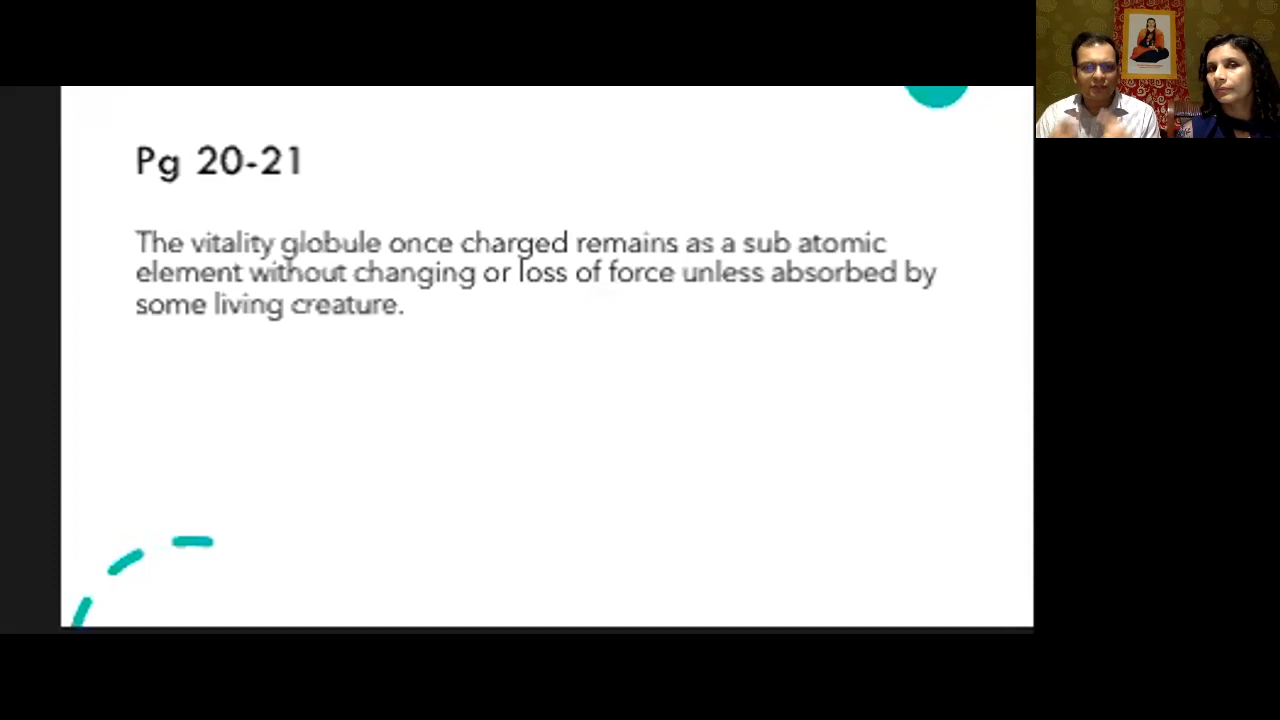 Pg 20-21
The vitality globule once charged remains as a sub atomic
element without changing or loss of force unless absorbed by
some living creature.